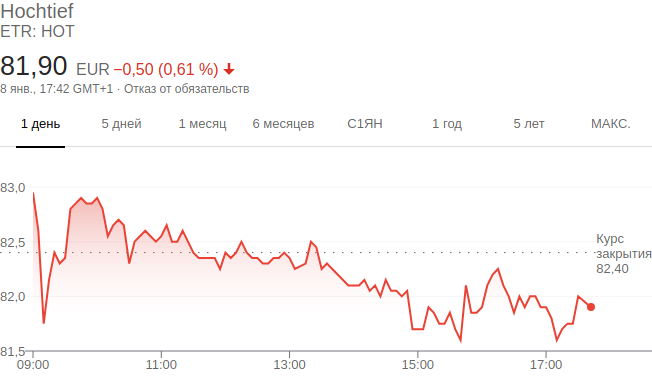 Hochtief
ETR: HOT
81,90 EUR −0,50 (0,61 %)
8 янв., 17:42 GMT+1 · Отказ от обязательств
1 день 5 дней 1 месяц 6 месяцев С1ЯН 1 год 5 лет МАКС.
83,0
82,5
Курс
закрытия
82,40
82,0
81,5
09:00 11:00 13:00 15:00 17:00